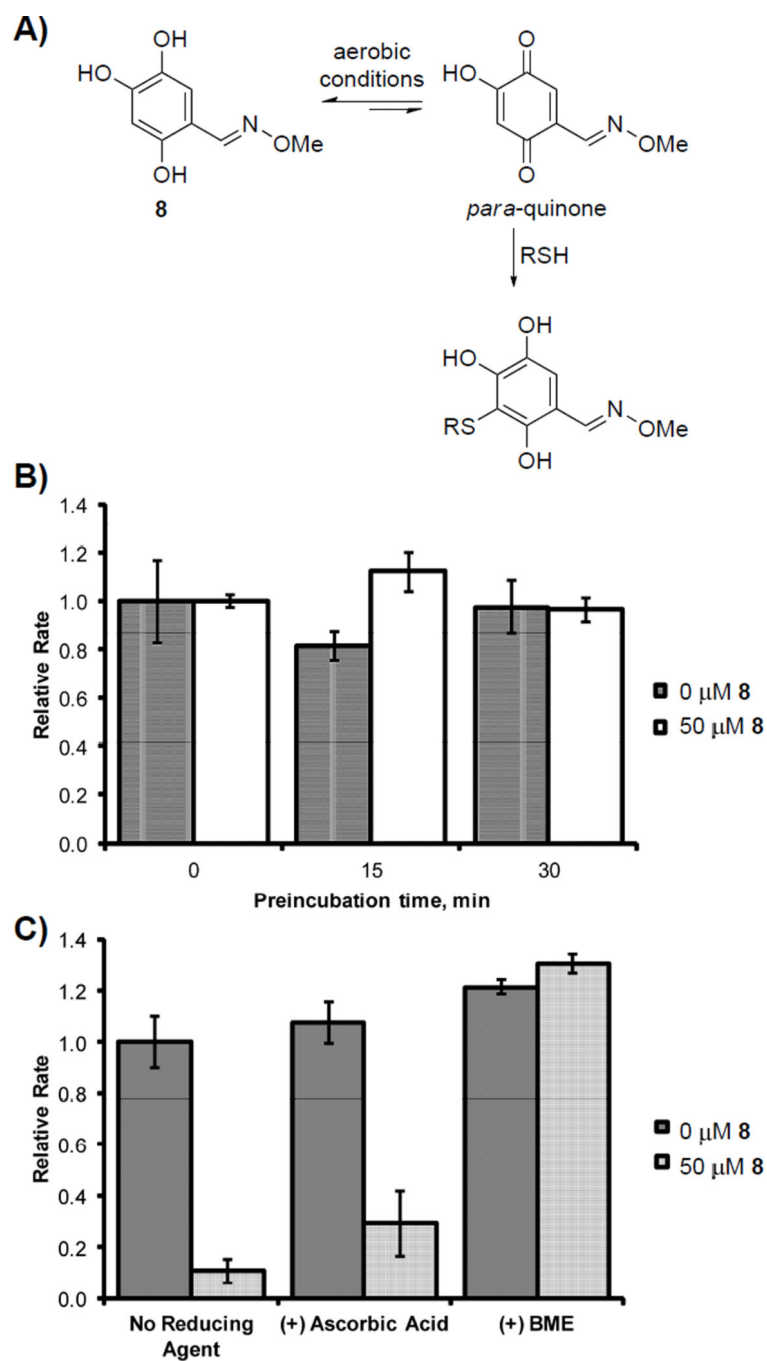 A)
OH
HO
OH
N
OMe
8
aerobic
conditions
O
HO
O
N
OMe
para-quinone
RSH
OH
HO
RS
OH
N
OMe
B)
1.4
1.2
1.0
0.8
0.6
0.4
0.2
0.0
Relative Rate
0
15
30
Preincubation time, min
0 μM 8
50 μM 8
C)
1.4
1.2
1.0
0.8
0.6
0.4
0.2
0.0
Relative Rate
No Reducing
Agent
(+) Ascorbic Acid
(+) BME
0 μM 8
50 μM 8